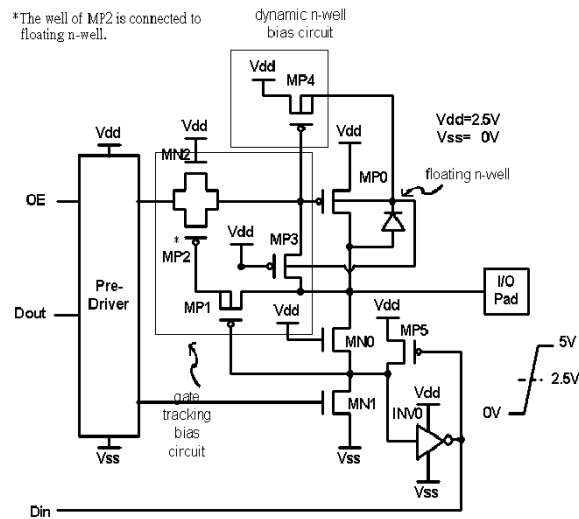 *The well of MP2 is connected to
floating n-well.
dynamic n-well
bias circuit
Vdd
MP4
Vdd=2.5V
Vss= 0V
Vdd
Vdd
MN2
Vdd
MP0
floating n-well
OE
*
MP2
Vdd
MP3
Pre-
Driver
MP1
I/O
Pad
Dout
Vdd
MN0
Vdd
MP5
5V
2.5V
0V
gate
tracking
bias
circuit
MN1
INV0
Vdd
Vss
Vss
Vss
Din